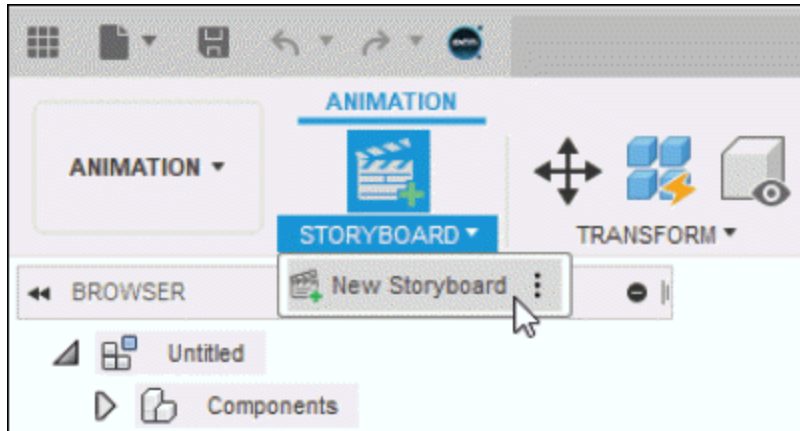 ANIMATION
ANIMATION
STORYBOARD
TRANSFORM
New Storyboard
BROWSER
Untitled
Components